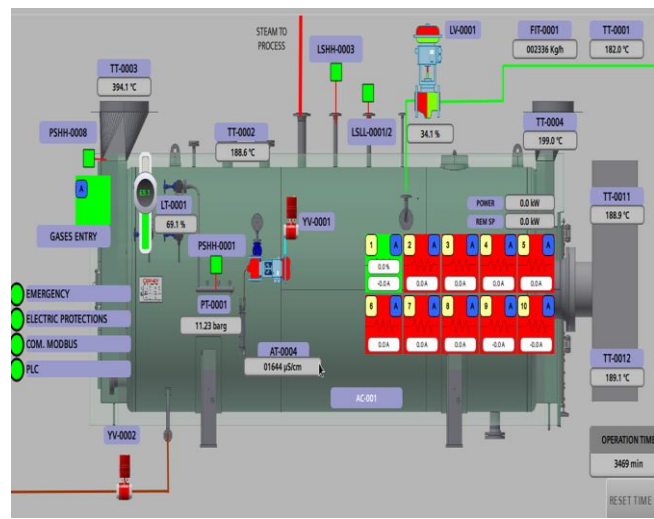 STEAM TO
PROCESS
LSHH-0003
LV-0001
FIT-0001
TT-0001
002336 Kg/h
182.0 °C
TT-0003
394.1 °C
PSHH-0008
TT-0002
188.6 °C
LSLL-0001/2
34.1 %
TT-0004
199.0 °C
A
69.1
LT-0001
69.1 %
YV-0001
POWER
0.0 kW
REM SP
0.0 kW
TT-0011
188.9 °C
GASES ENTRY
PSHH-0001
1 A 2 A 3 A 4 A 5 A
0.0 %
-0.0 A 0.0 A 0.0 A 0.0 A 0.0 A
EMERGENCY
ELECTRIC PROTECTIONS
COM. MODBUS
PLC
PT-0001
11.23 barg
6 A 7 A 8 A 9 A 10 A
0.0 A 0.0 A 0.0 A -0.0 A -0.0 A
AT-0004
01644 µS/cm
TT-0012
189.1 °C
AC-001
YV-0002
OPERATION TIME
3469 min
RESET TIME